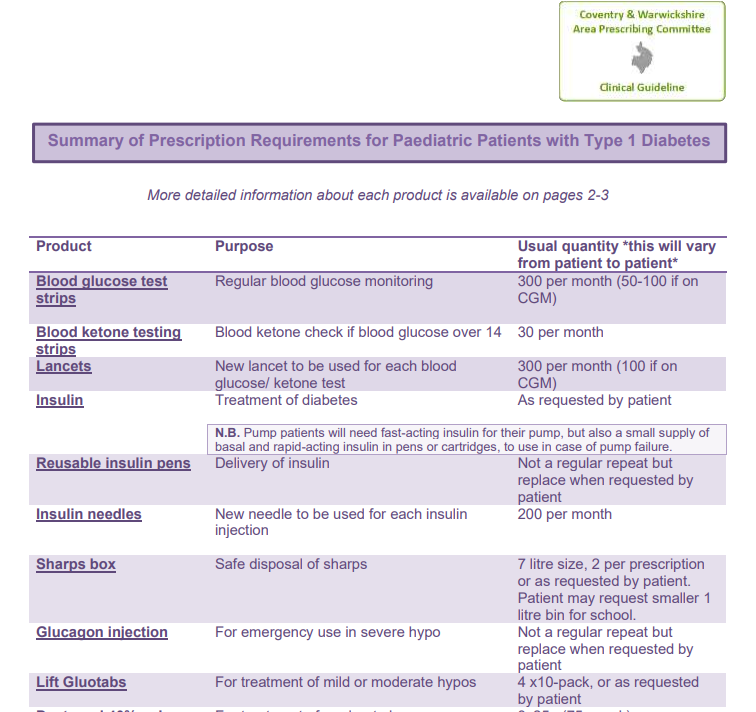 Coventry & Warwickshire
Area Prescribing Committee
Clinical Guideline
Summary of Prescription Requirements for Paediatric Patients with Type 1 Diabetes
More detailed information about each product is available on pages 2-3
Product Purpose Usual quantity *this will vary
from patient to patient*
Blood glucose test Regular blood glucose monitoring 300 per month (50-100 if on
strips CGM)
Blood ketone testing Blood ketone check if blood glucose over 14 30 per month
strips
Lancets New lancet to be used for each blood 300 per month (100 if on
glucose/ ketone test CGM)
Insulin Treatment of diabetes As requested by patient
N.B. Pump patients will need fast-acting insulin for their pump, but also a small supply of
basal and rapid-acting insulin in pens or cartridges, to use in case of pump failure.
Reusable insulin pens Delivery of insulin Not a regular repeat but
replace when requested by
patient
Insulin needles New needle to be used for each insulin 200 per month
injection
Sharps box Safe disposal of sharps 7 litre size, 2 per prescription
or as requested by patient.
Patient may request smaller 1
litre bin for school.
Glucagon injection For emergency use in severe hypo Not a regular repeat but
replace when requested by
patient
Lift Gluotabs For treatment of mild or moderate hypos 4 x10-pack, or as requested
by patient